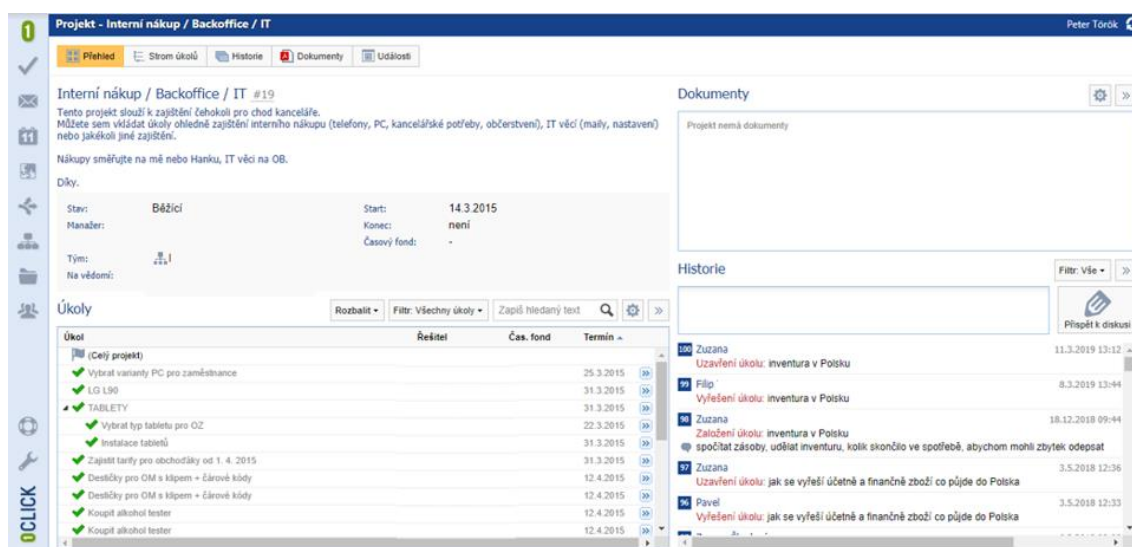 Projekt - Interní nákup / Backoffice / IT
Peter Török
Přehled
Strom úkolů
Historie
Dokumenty
Události
Interní nákup / Backoffice / IT #19
Tento projekt slouží k zajištění čehokoli pro chod kanceláře.
Můžete sem vkládat úkoly ohledně zajištění interního nákupu (telefony, PC, kancelářské potřeby, občerstvení), IT věcí (maily, nastavení)
nebo jakékoli jiné zajištění.
Nákupy směřujte na mě nebo Hanku, IT věci na OB.
Díky.
Stav: Běžící
Start: 14.3.2015
Manažer:
Konec: není
Časový fond: -
Tým:
Na vědomí:
Úkoly
Rozbalit
Filtr: Všechny úkoly
Zapiš hledaný text
Úkol Řešitel Čas. fond Termín
(Celý projekt)
Vybrat varianty PC pro zaměstnance 25.3.2015
LG L90 31.3.2015
TABLETY 31.3.2015
Vybrat typ tabletu pro OZ 22.3.2015
Instalace tabletů 31.3.2015
Zajistit tarify pro obchoďáky od 1. 4. 2015 31.3.2015
Destičky pro OM s klipem + čárové kódy 12.4.2015
Destičky pro OM s klipem + čárové kódy 12.4.2015
Koupit alkohol tester 12.4.2015
Koupit alkohol tester 12.4.2015
Dokumenty
Projekt nemá dokumenty
Historie
Filtr: Vše
Přispět k diskusi
100 Zuzana 11.3.2019 13:12
Uzavření úkolu: inventura v Polsku
99 Filip 8.3.2019 13:44
Vyřešení úkolu: inventura v Polsku
98 Zuzana 18.12.2018 09:44
Založení úkolu: inventura v Polsku
spočítat zásoby, udělat inventuru, kolik skončilo ve spotřebě, abychom mohli zbytek odepsat
97 Zuzana 3.5.2018 12:36
Uzavření úkolu: jak se vyřeší účetně a finančně zboží co půjde do Polska
96 Pavel 3.5.2018 12:33
Vyřešení úkolu: jak se vyřeší účetně a finančně zboží co půjde do Polska
11
0CLICK